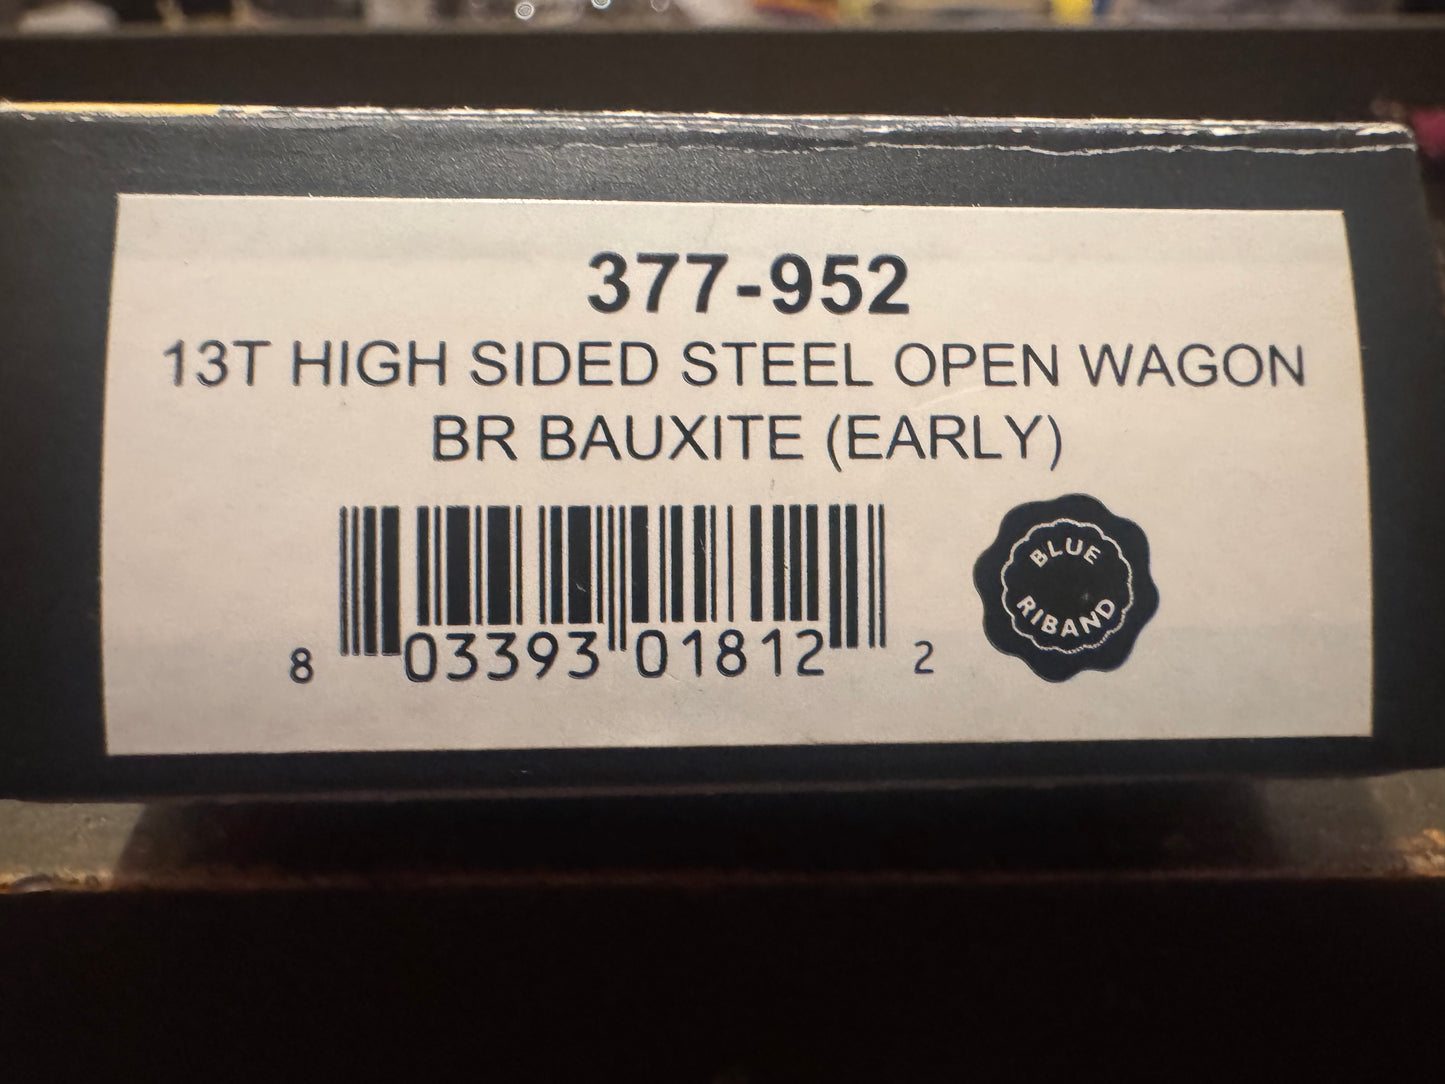 377-952
13T HIGH SIDED STEEL OPEN WAGON
BR BAUXITE (EARLY)
8 03393 01812 2
BLUE
RIBAND